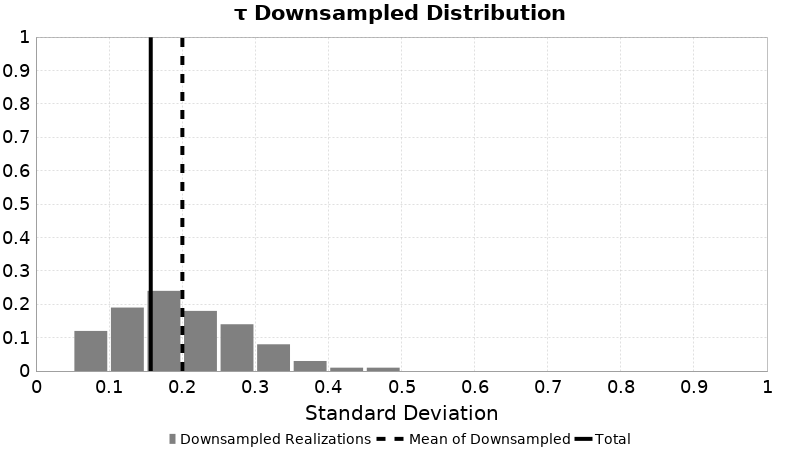 τ Downsampled Distribution
1
0.9
0.8
0.7
0.6
0.5
0.4
0.3
0.2
0.1
0
0 0.1 0.2 0.3 0.4 0.5 0.6 0.7 0.8 0.9 1
Standard Deviation
Downsampled Realizations Mean of Downsampled Total